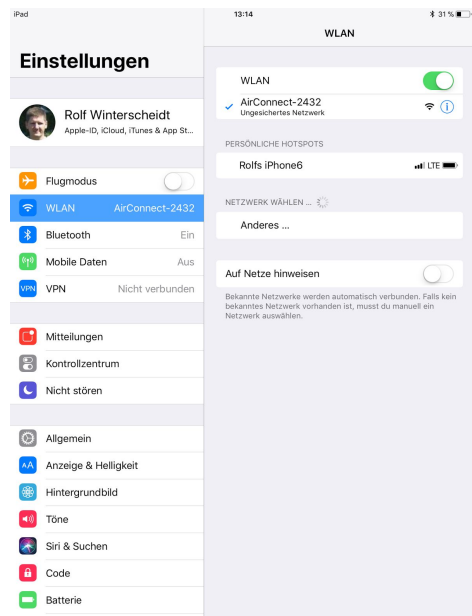 iPad 13:14 31 %
Einstellungen
WLAN
Rolf Winterscheidt
Apple-ID, iCloud, iTunes & App St...
Flugmodus
WLAN AirConnect-2432
Bluetooth Ein
Mobile Daten Aus
VPN VPN Nicht verbunden
Mitteilungen
Kontrollzentrum
Nicht stören
Allgemein
AA Anzeige & Helligkeit
Hintergrundbild
Töne
Siri & Suchen
Code
Batterie
WLAN
AirConnect-2432
Ungesichertes Netzwerk
PERSÖNLICHE HOTSPOTS
Rolfs iPhone6 LTE
NETZWERK WÄHLEN ...
Anderes ...
Auf Netze hinweisen
Bekannte Netzwerke werden automatisch verbunden. Falls kein
bekanntes Netzwerk vorhanden ist, musst du manuell ein
Netzwerk auswählen.